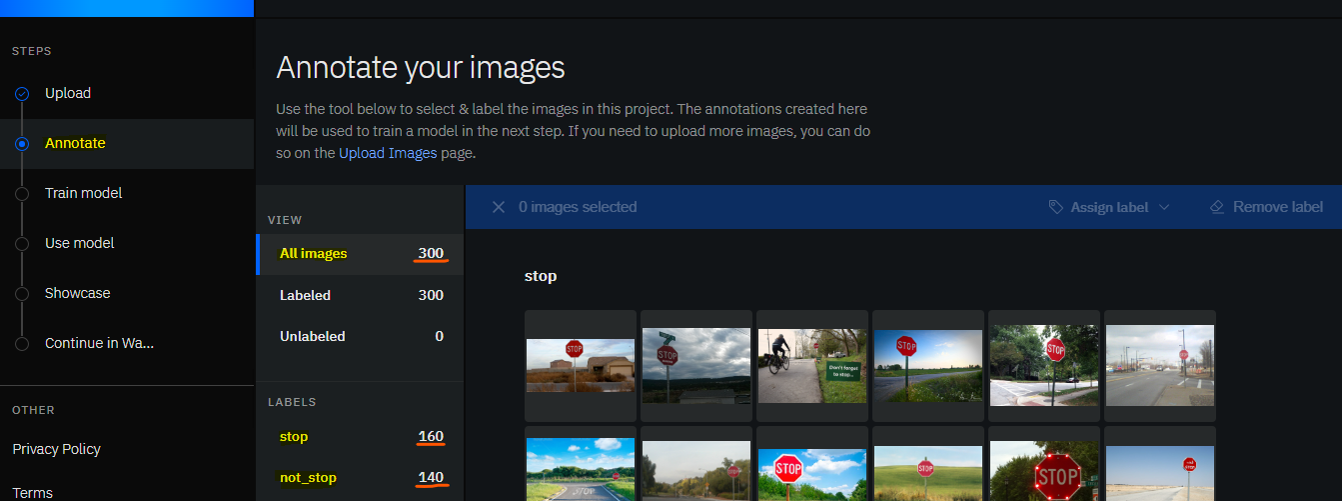 STEPS
Upload
Annotate
Train model
Use model
Showcase
Continue in Wa...
OTHER
Privacy Policy
Terms
Annotate your images
Use the tool below to select & label the images in this project. The annotations created here
will be used to train a model in the next step. If you need to upload more images, you can do
so on the Upload Images page.
VIEW
All images 300
Labeled 300
Unlabeled 0
LABELS
stop 160
not_stop 140
0 images selected
Assign label
Remove label
stop
STOP
STOP
STOP
Don't forget
to stop...
STOP
STOP
STOP
STOP
STOP
STOP